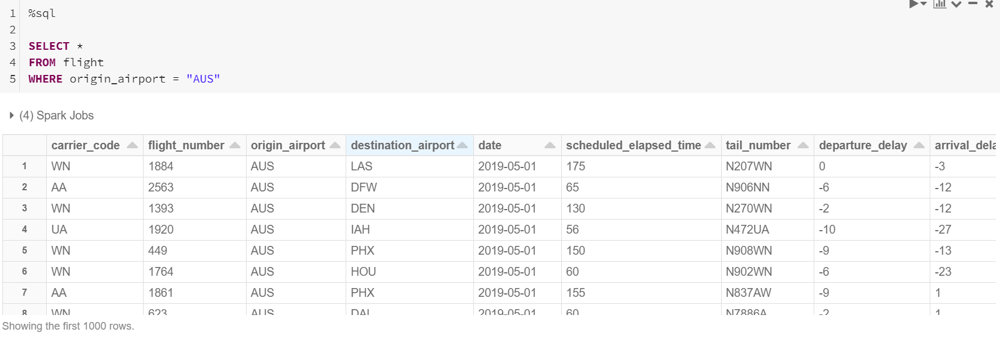 1 %sql
2
3 SELECT *
4 FROM flight
5 WHERE origin_airport = "AUS"
(4) Spark Jobs
carrier_code flight_number origin_airport destination_airport date scheduled_elapsed_time tail_number departure_delay arrival_dela
1 WN 1884 AUS LAS 2019-05-01 175 N207WN 0 -3
2 AA 2563 AUS DFW 2019-05-01 65 N906NN -6 -12
3 WN 1393 AUS DEN 2019-05-01 130 N270WN -2 -12
4 UA 1920 AUS IAH 2019-05-01 56 N472UA -10 -27
5 WN 449 AUS PHX 2019-05-01 150 N908WN -9 -13
6 WN 1764 AUS HOU 2019-05-01 60 N902WN -6 -23
7 AA 1861 AUS PHX 2019-05-01 155 N837AW -9 1
8 WN 623 AUS DAL 2019-05-01 60 N7886A -2 1
Showing the first 1000 rows.